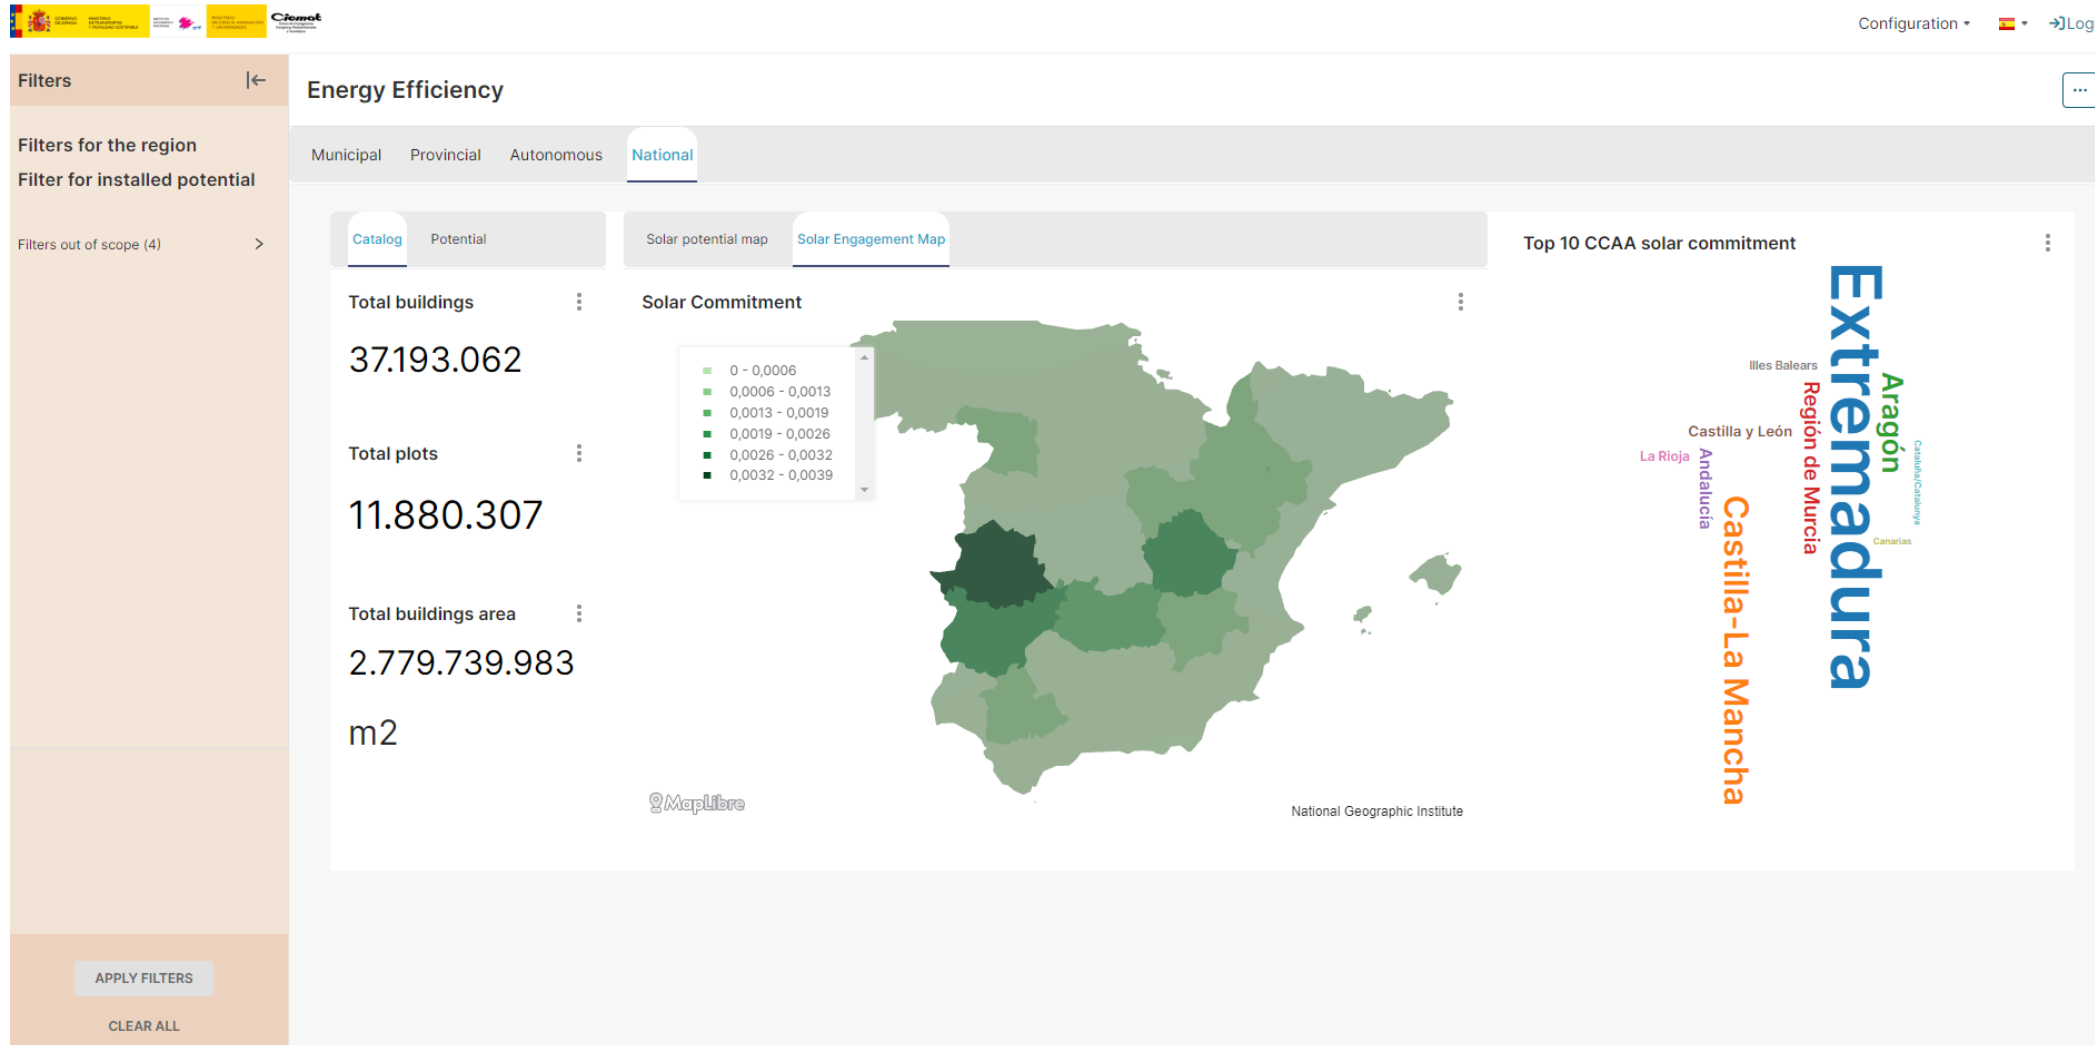 Ciemat
Configuration
Log
Filters
Energy Efficiency
...
Filters for the region
Filter for installed potential
Filters out of scope (4)
Municipal Provincial Autonomous National
Catalog Potential
Solar potential map Solar Engagement Map
Top 10 CCAA solar commitment
Total buildings
37.193.062
Total plots
11.880.307
Total buildings area
2.779.739.983
m2
Solar Commitment
0 - 0,0006
0,0006 - 0,0013
0,0013 - 0,0019
0,0019 - 0,0026
0,0026 - 0,0032
0,0032 - 0,0039
MapLibre
National Geographic Institute
Extremadura
Illes Balears
Aragón
Región de Murcia
Castilla y León
La Rioja
Andalucía
Cataluña/Catalunya
Castilla-La Mancha
Canarias
APPLY FILTERS
CLEAR ALL